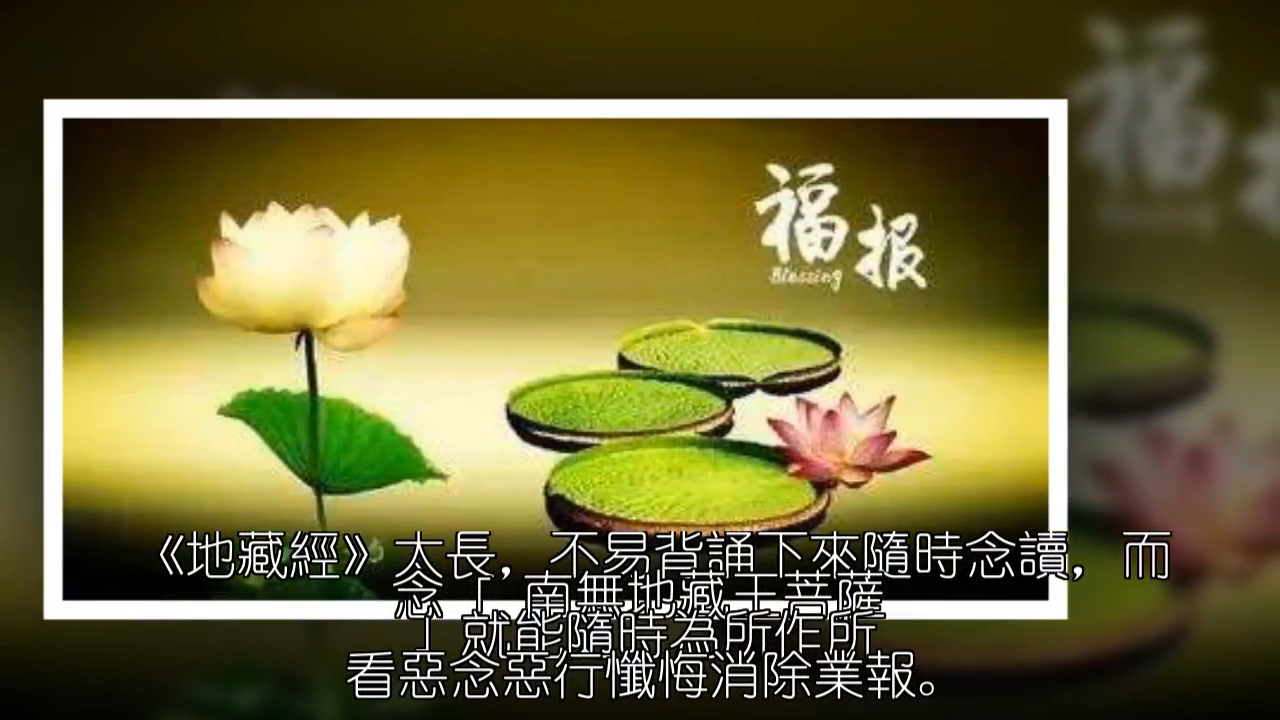 福报
Blessing
《地藏經》太長，不易背誦下來隨時念讀，而
念「南無地藏王菩薩
」就能隨時為所作所
看惡念惡行懺悔消除業報。